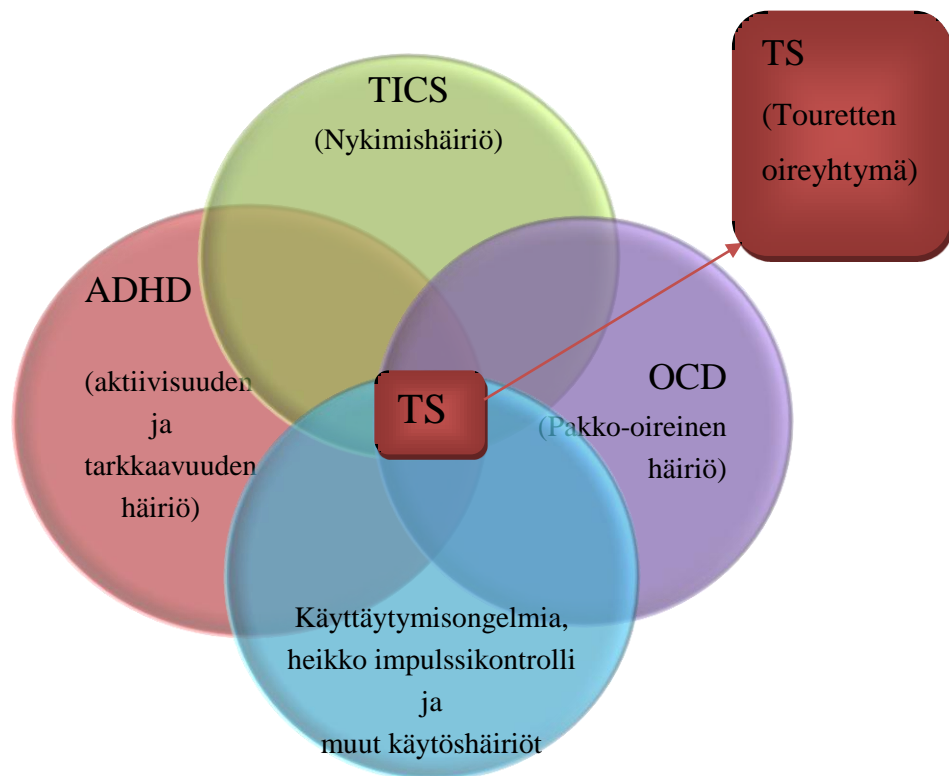 TICS
(Nykimishäiriö)
TS
(Touretten
oireyhtymä)
ADHD
(aktiivisuuden
ja
tarkkaavuuden
häiriö)
TS
OCD
(Pakko-oireinen
häiriö)
Käyttäytymisongelmia,
heikko impulssikontrolli
ja
muut käytöshäiriöt